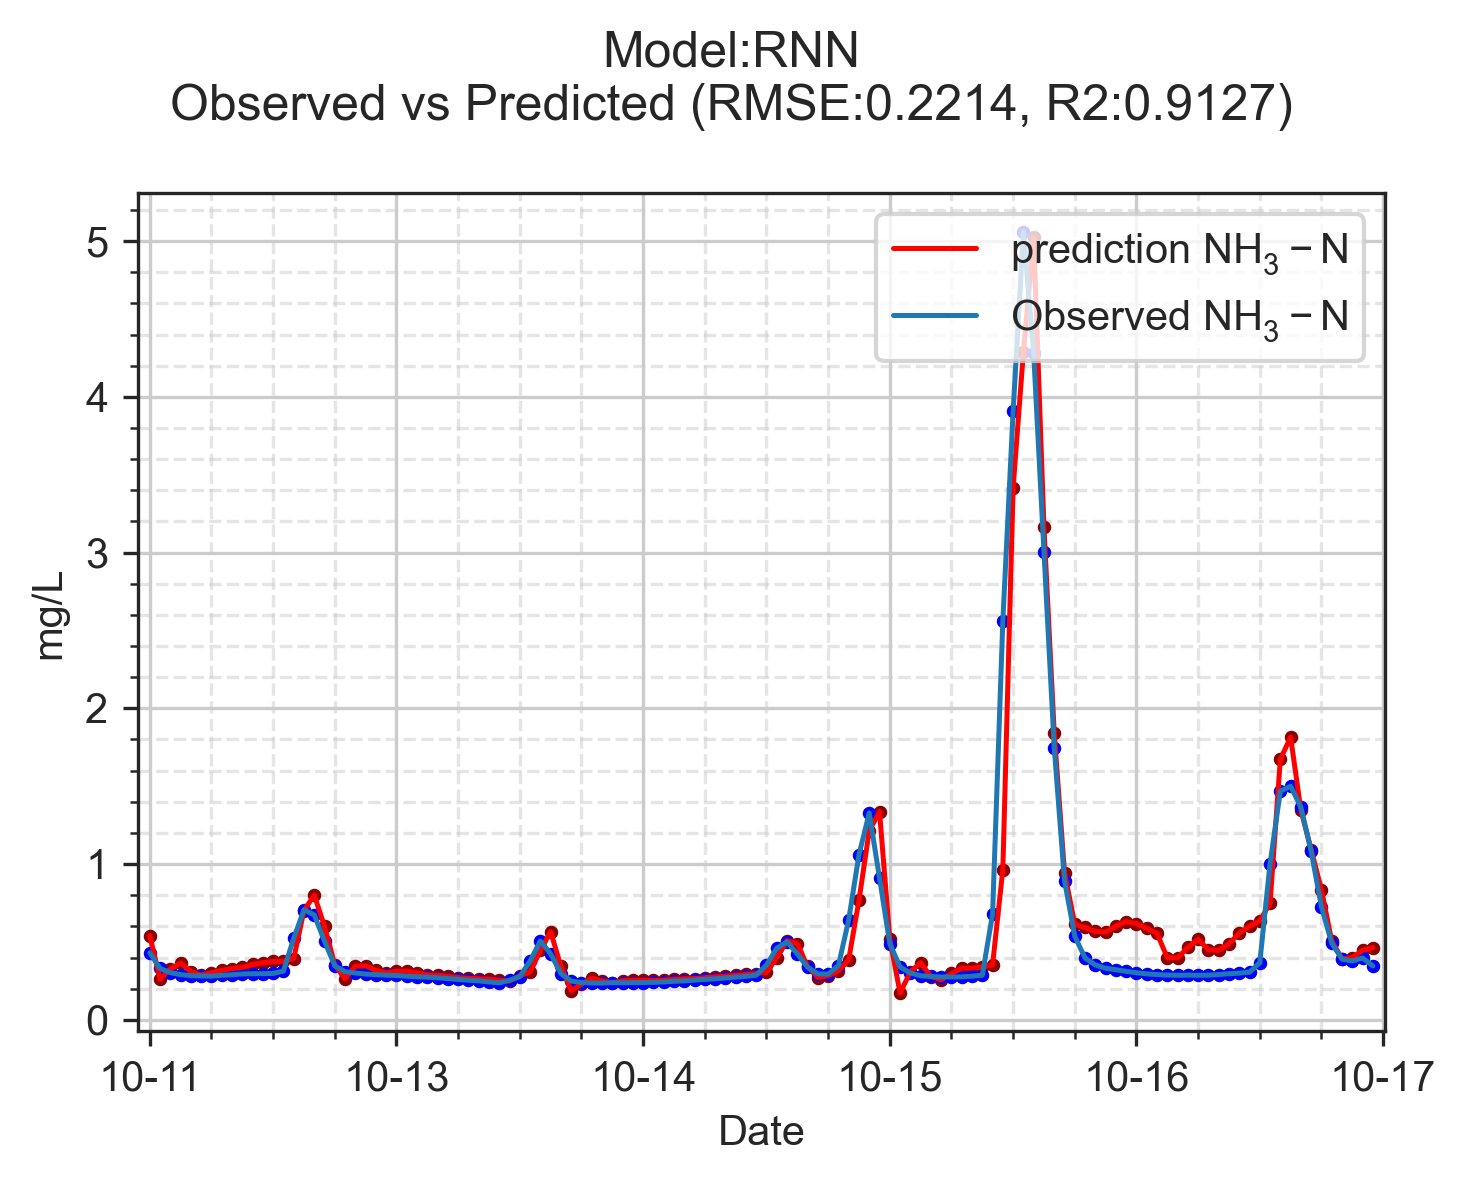 Model:RNN
Observed vs Predicted (RMSE:0.2214, R2:0.9127)
prediction NH₃ − N
Observed NH₃ − N
5
4
3
2
1
0
mg/L
10-11 10-13 10-14 10-15 10-16 10-17
Date